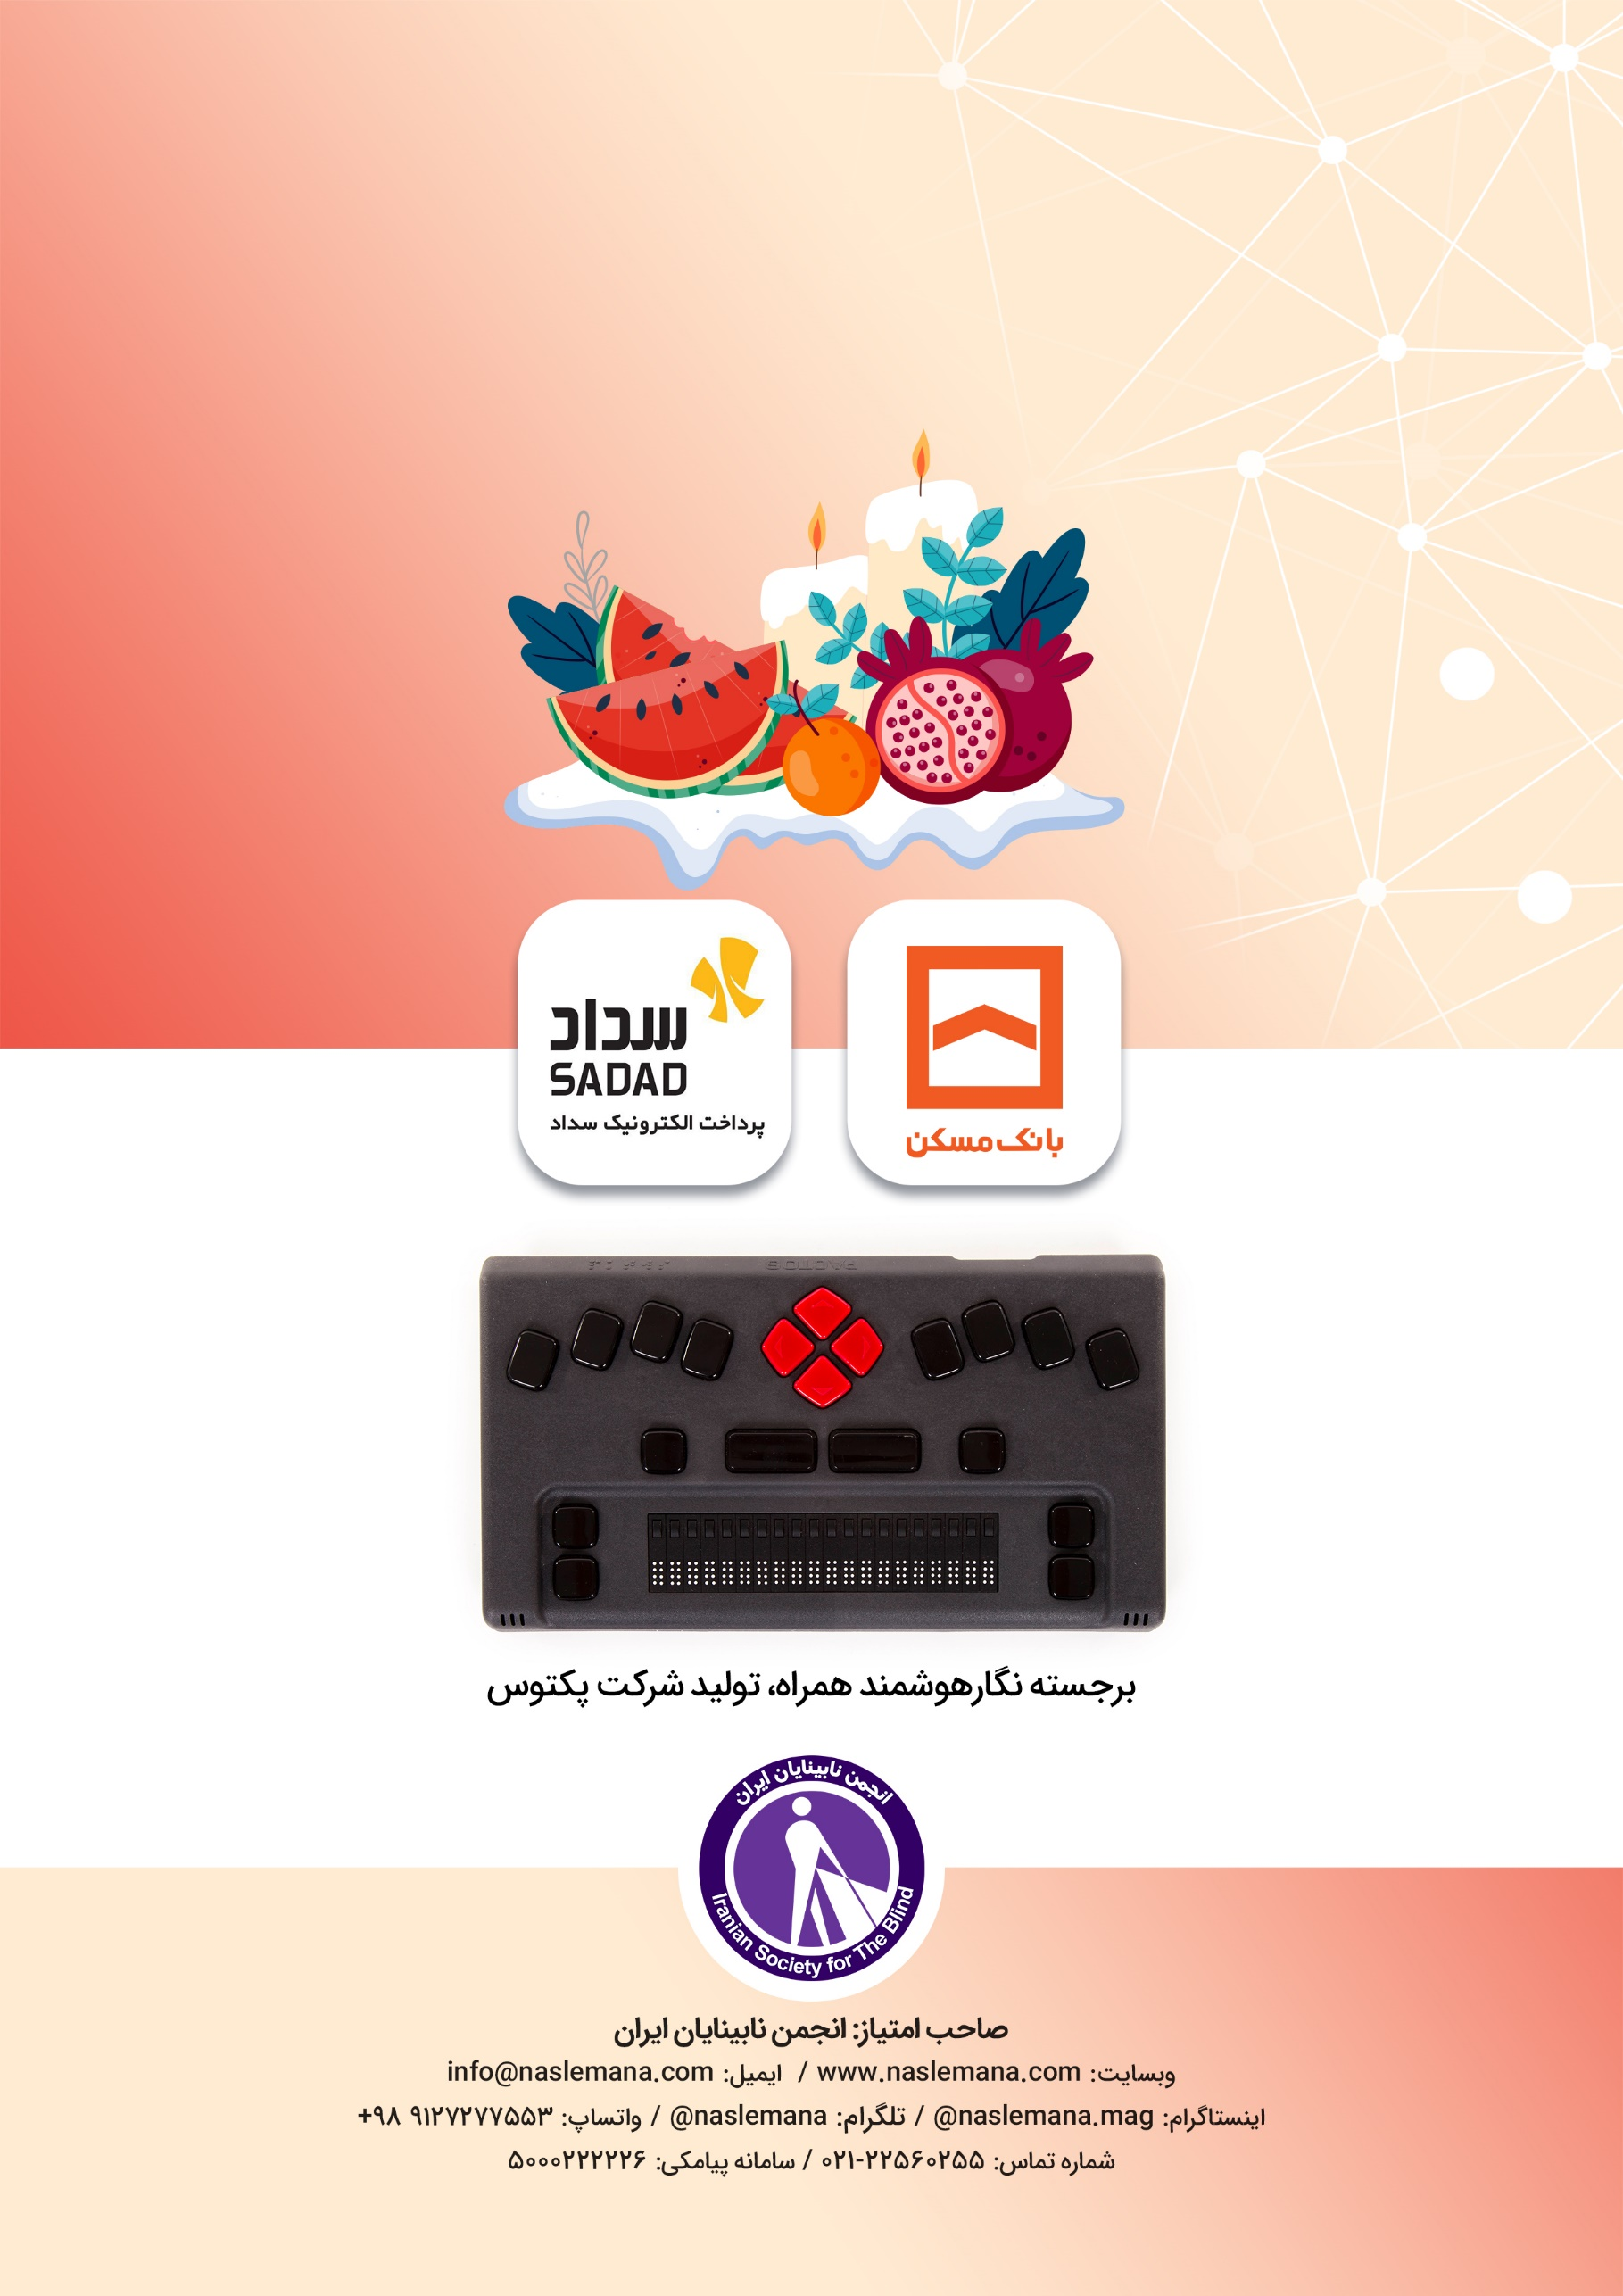 سداد
SADAD
پرداخت الکترونیک سداد
بانک مسکن
PACTOS
برجسته نگارهوشمند همراه، تولید شرکت پکتوس
انجمن نابینایان ایران
Iranian Society for The Blind
صاحب امتیاز: انجمن نابینایان ایران
وبسایت: www.naslemana.com / ایمیل: info@naslemana.com
اینستاگرام: @naslemana.mag / تلگرام: @naslemana / واتساپ: ۹۱۲۷۲۷۷۵۵۳ ۹۸+
شماره تماس: ۰۲۱-۲۲۵۶۰۲۵۵ / سامانه پیامکی: ۵۰۰۰۲۲۲۲۲۶